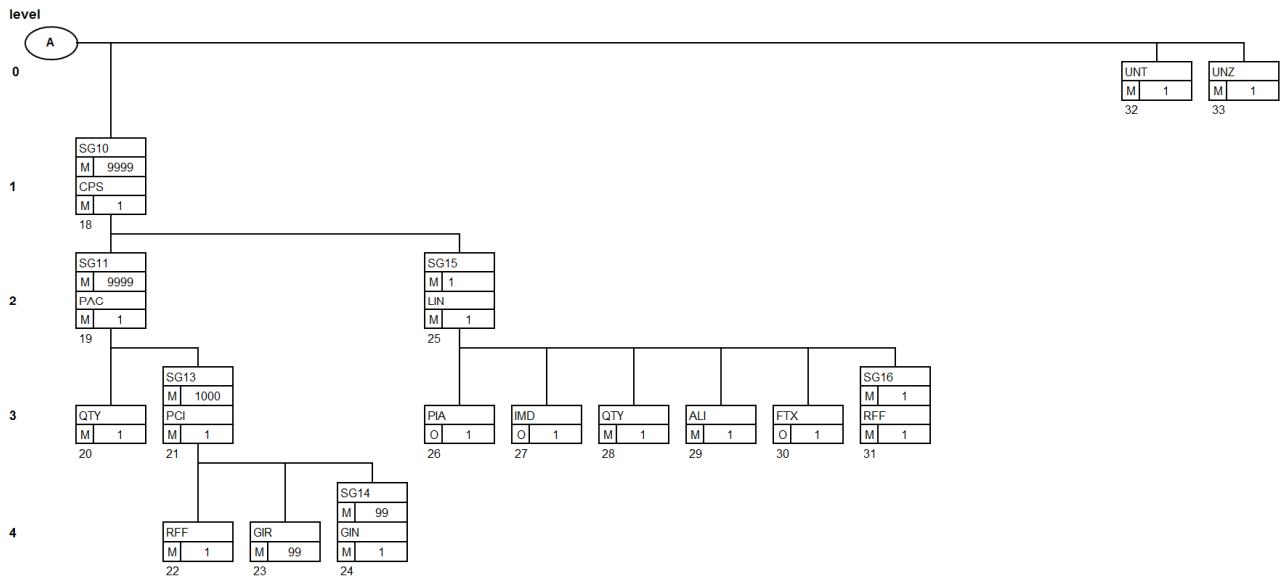 level
A
0
UNT
M 1
32
UNZ
M 1
33
SG10
M 9999
1
CPS
M 1
18
SG11
M 9999
2
PAC
M 1
19
SG15
M 1
LIN
M 1
25
SG13
M 1000
3
QTY
M 1
20
PCI
M 1
21
PIA
O 1
26
IMD
O 1
27
QTY
M 1
28
ALI
M 1
29
FTX
O 1
30
SG16
M 1
RFF
M 1
31
SG14
M 99
4
RFF
M 1
22
GIR
M 99
23
GIN
M 1
24